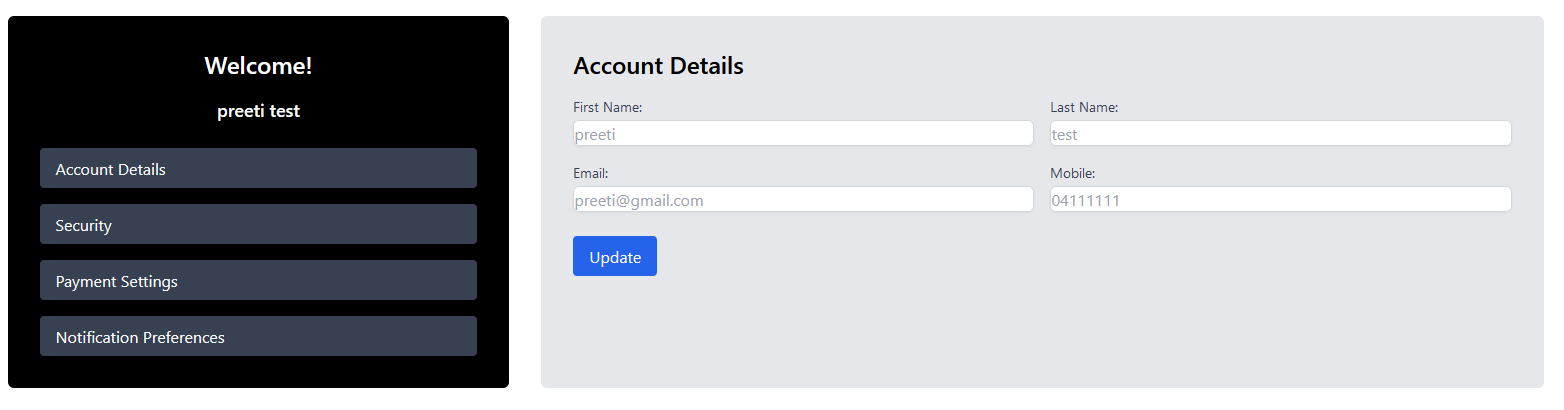 Welcome!
preeti test
Account Details
Security
Payment Settings
Notification Preferences
Account Details
First Name:
Last Name:
preeti
test
Email:
Mobile:
preeti@gmail.com
04111111
Update